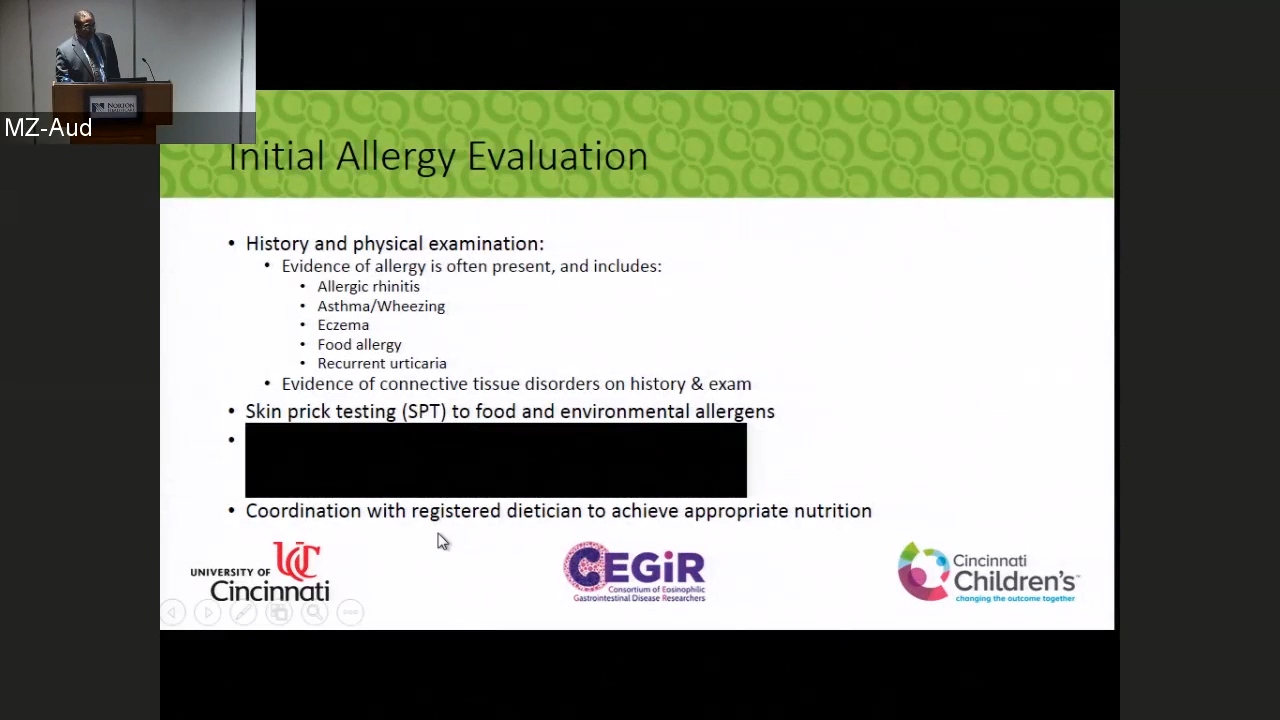 NORTON
MZ-Aud
Initial Allergy Evaluation
• History and physical examination:
• Evidence of allergy is often present, and includes:
• Allergic rhinitis
• Asthma/Wheezing
• Eczema
• Food allergy
• Recurrent urticaria
• Evidence of connective tissue disorders on history & exam
• Skin prick testing (SPT) to food and environmental allergens
•
• Coordination with registered dietician to achieve appropriate nutrition
UC
UNIVERSITY OF
Cincinnati
CEGiR
Consortium of Eosinophilic
Gastrointestinal Disease Researchers
Cincinnati
Children's™
changing the outcome together